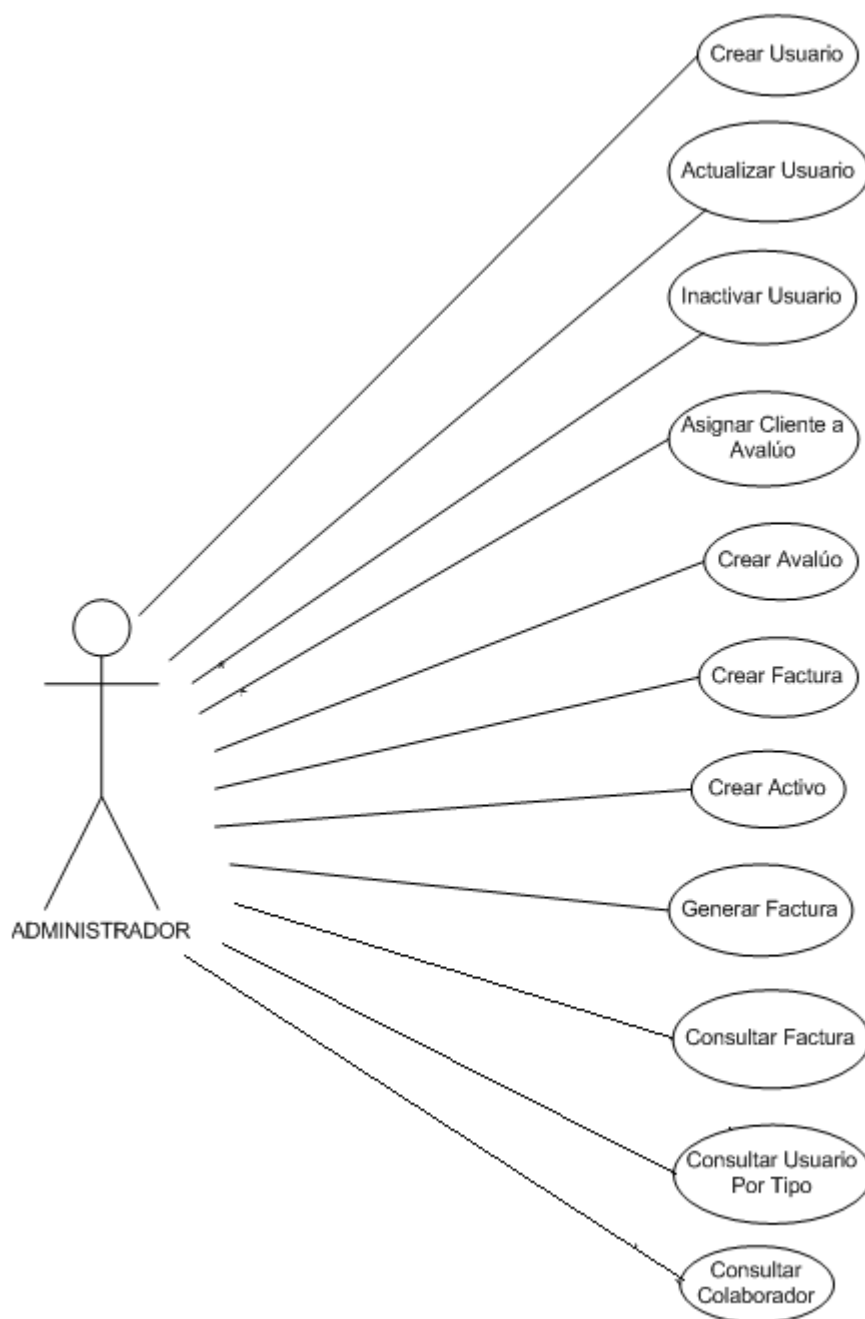 Crear Usuario
Actualizar Usuario
Inactivar Usuario
Asignar Cliente a
Avalúo
Crear Avalúo
Crear Factura
Crear Activo
Generar Factura
ADMINISTRADOR
Consultar Factura
Consultar Usuario
Por Tipo
Consultar
Colaborador